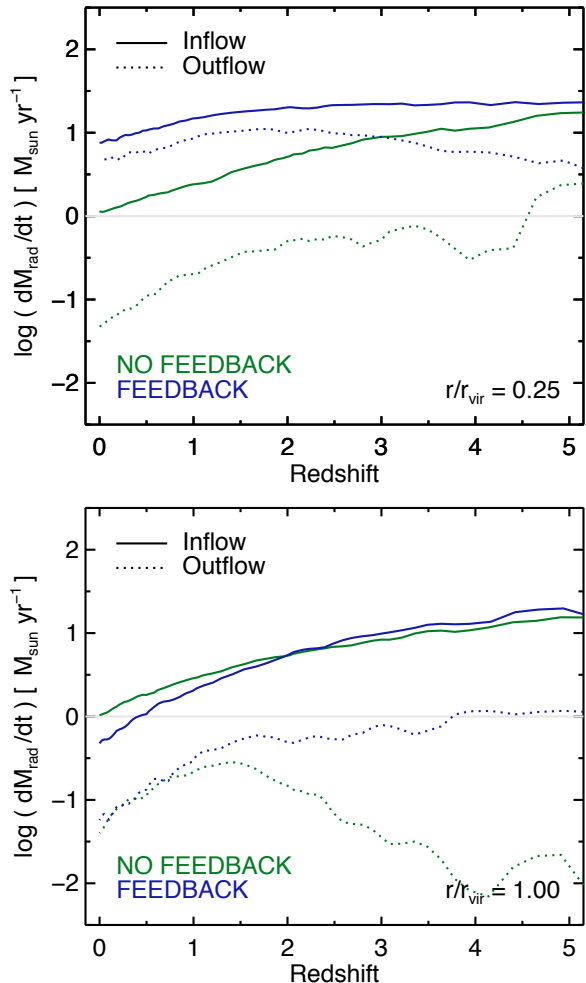 2
1
0
−1
−2
log ( dM_rad /dt ) [ M_sun yr⁻¹ ]
Inflow
Outflow
NO FEEDBACK
FEEDBACK
r/r_vir = 0.25
0 1 2 3 4 5
Redshift
2
1
0
−1
−2
log ( dM_rad /dt ) [ M_sun yr⁻¹ ]
Inflow
Outflow
NO FEEDBACK
FEEDBACK
r/r_vir = 1.00
0 1 2 3 4 5
Redshift